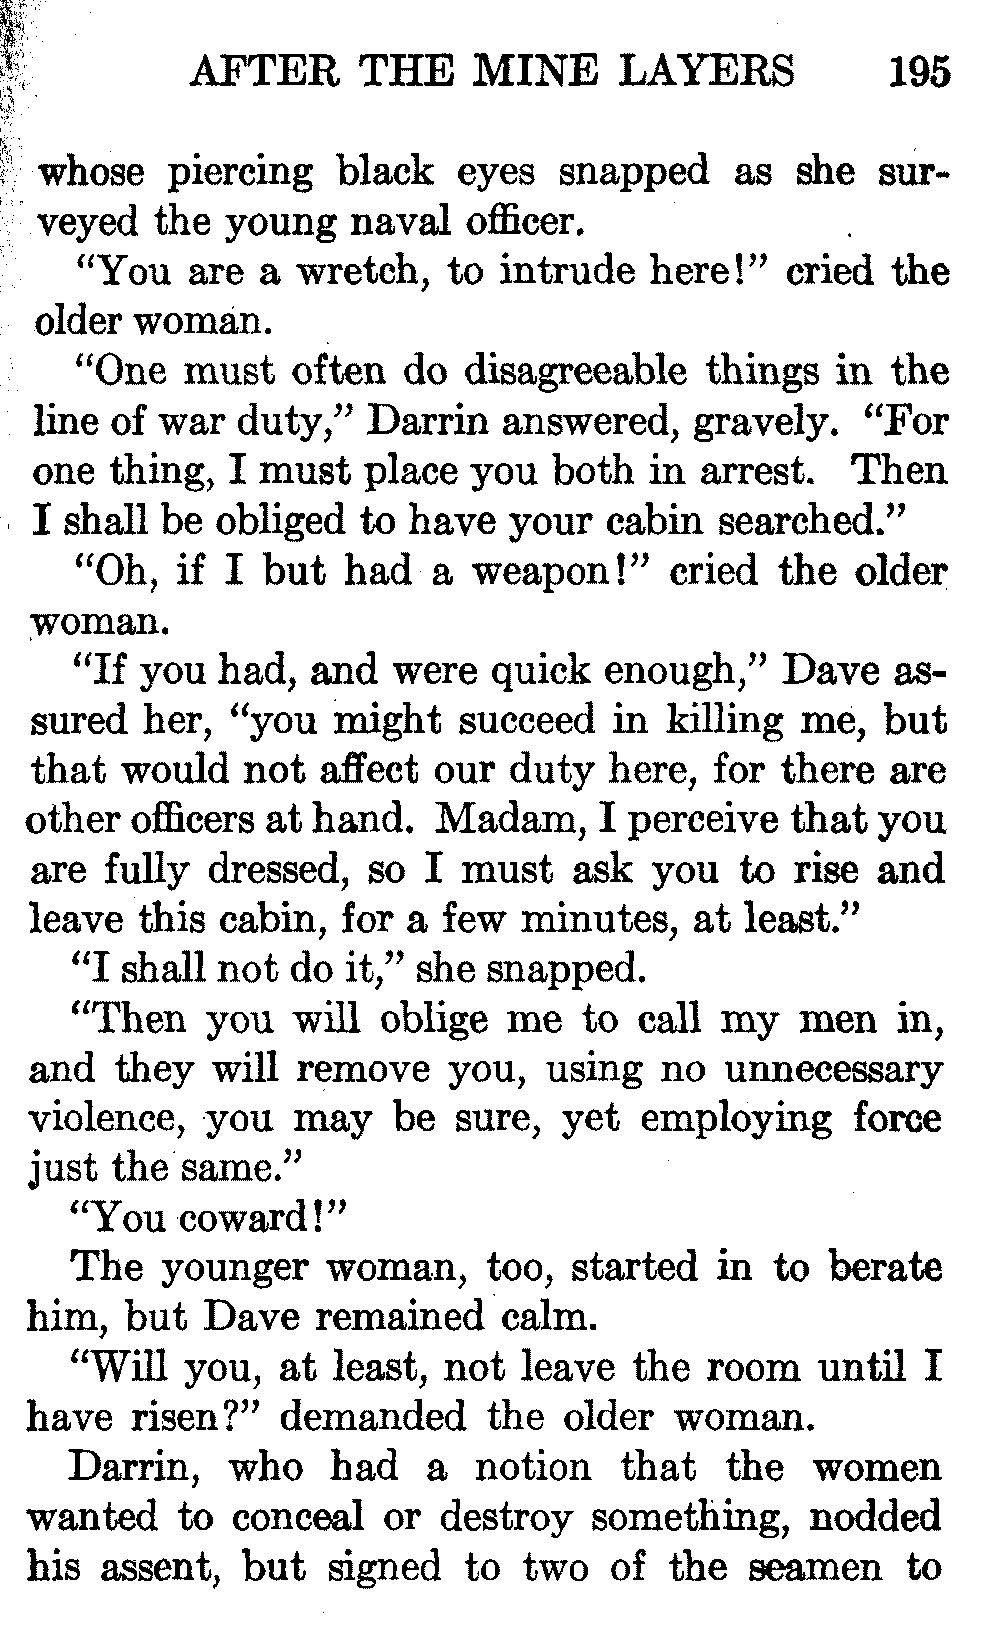 AFTER THE MINE LAYERS 195
whose piercing black eyes snapped as she sur-
veyed the young naval officer.
“You are a wretch, to intrude here!” cried the
older woman.
“One must often do disagreeable things in the
line of war duty,” Darrin answered, gravely. “For
one thing, I must place you both in arrest. Then
I shall be obliged to have your cabin searched.”
“Oh, if I but had a weapon!” cried the older
woman.
“If you had, and were quick enough,” Dave as-
sured her, “you might succeed in killing me, but
that would not affect our duty here, for there are
other officers at hand. Madam, I perceive that you
are fully dressed, so I must ask you to rise and
leave this cabin, for a few minutes, at least.”
“I shall not do it,” she snapped.
“Then you will oblige me to call my men in,
and they will remove you, using no unnecessary
violence, you may be sure, yet employing force
just the same.”
“You coward!”
The younger woman, too, started in to berate
him, but Dave remained calm.
“Will you, at least, not leave the room until I
have risen?” demanded the older woman.
Darrin, who had a notion that the women
wanted to conceal or destroy something, nodded
his assent, but signed to two of the seamen to